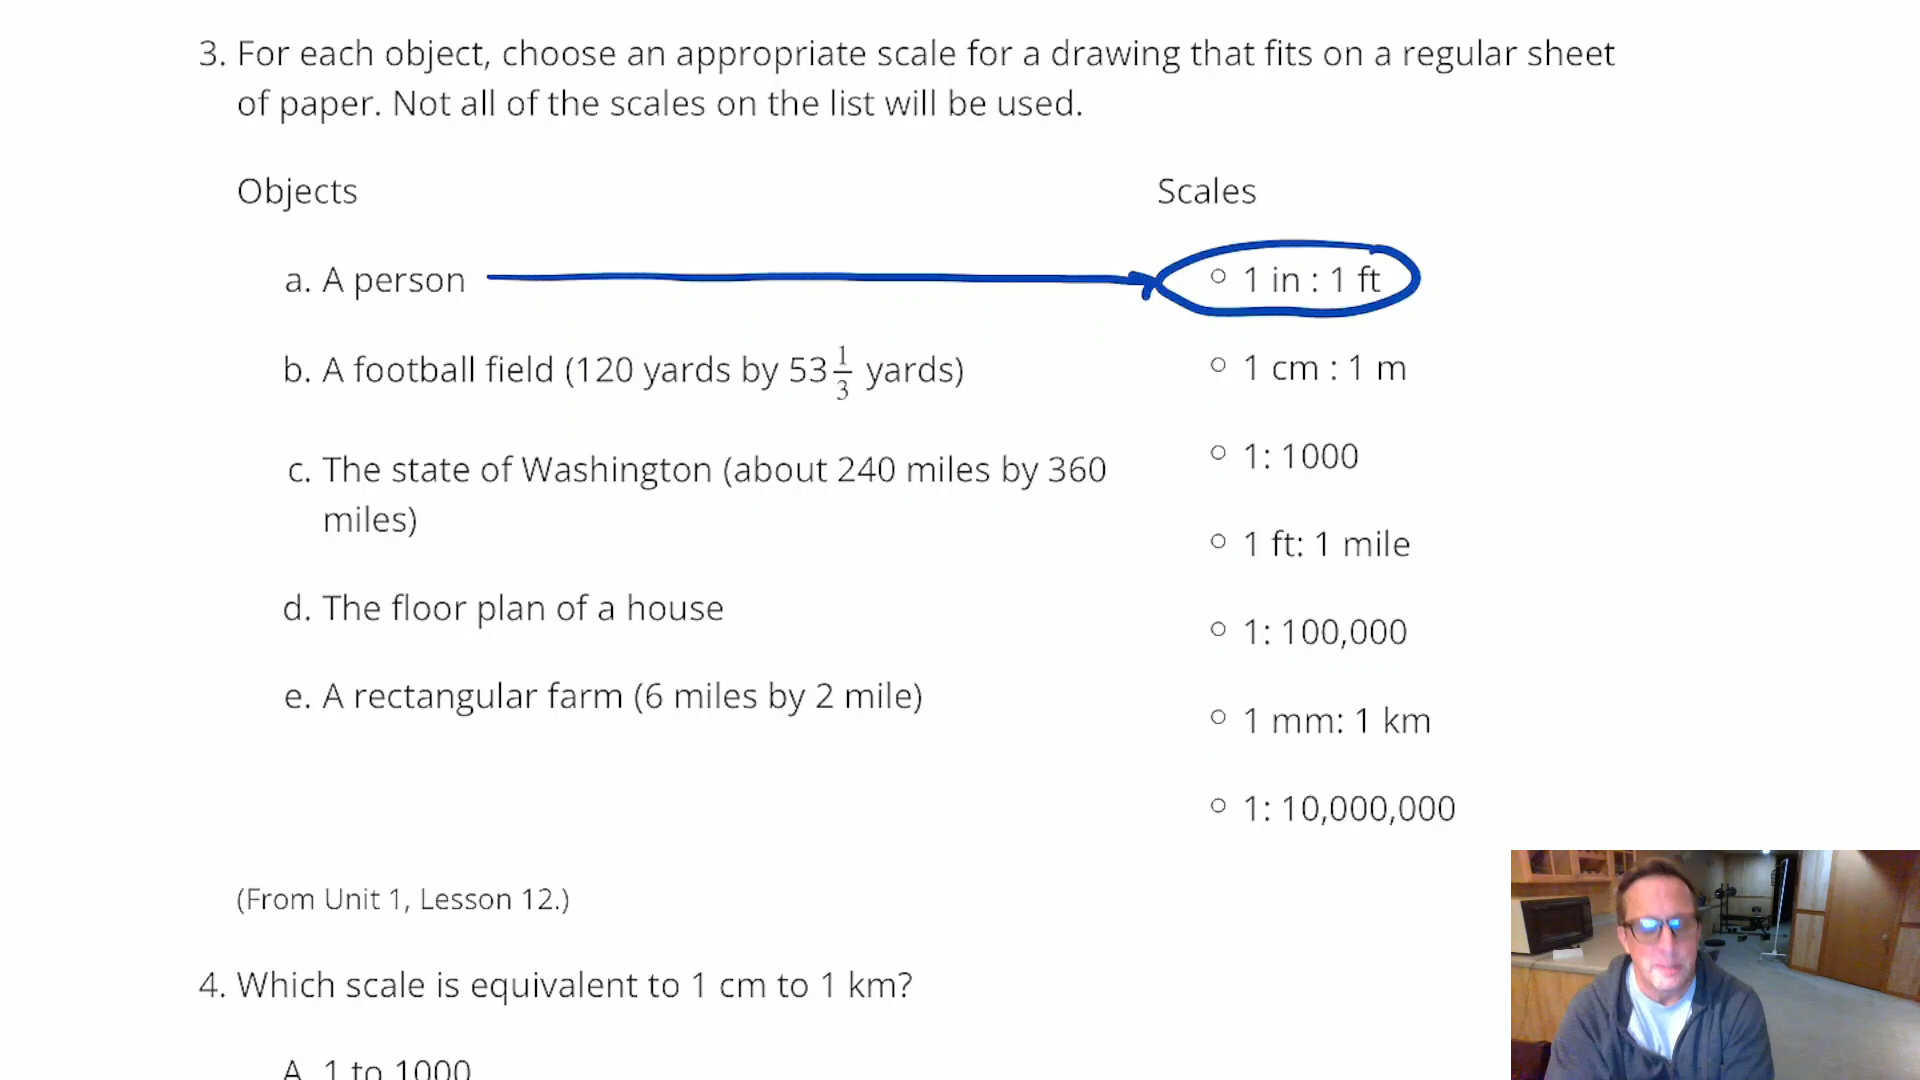 3. For each object, choose an appropriate scale for a drawing that fits on a regular sheet
of paper. Not all of the scales on the list will be used.
Objects
Scales
a. A person
○ 1 in : 1 ft
b. A football field (120 yards by 53 1/3 yards)
○ 1 cm : 1 m
c. The state of Washington (about 240 miles by 360
miles)
○ 1: 1000
○ 1 ft: 1 mile
d. The floor plan of a house
○ 1: 100,000
e. A rectangular farm (6 miles by 2 mile)
○ 1 mm: 1 km
○ 1: 10,000,000
(From Unit 1, Lesson 12.)
4. Which scale is equivalent to 1 cm to 1 km?
A. 1 to 1000